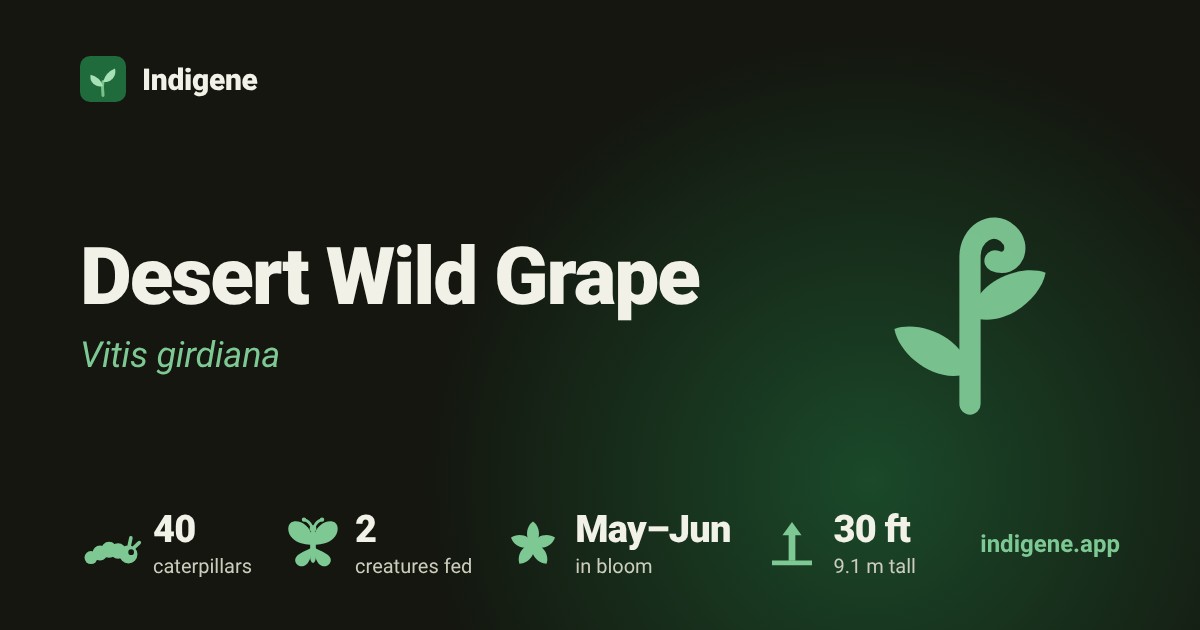 Indigene
Desert Wild Grape
Vitis girdiana
40
caterpillars
2
creatures fed
May–Jun
in bloom
30 ft
9.1 m tall
indigene.app